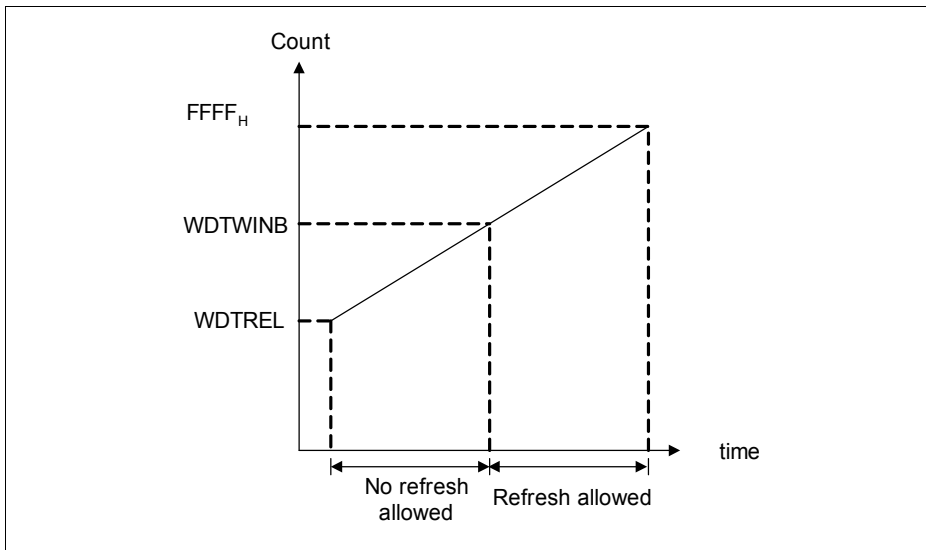 Count
FFFFH
WDTWINB
WDTREL
time
No refresh
allowed
Refresh allowed